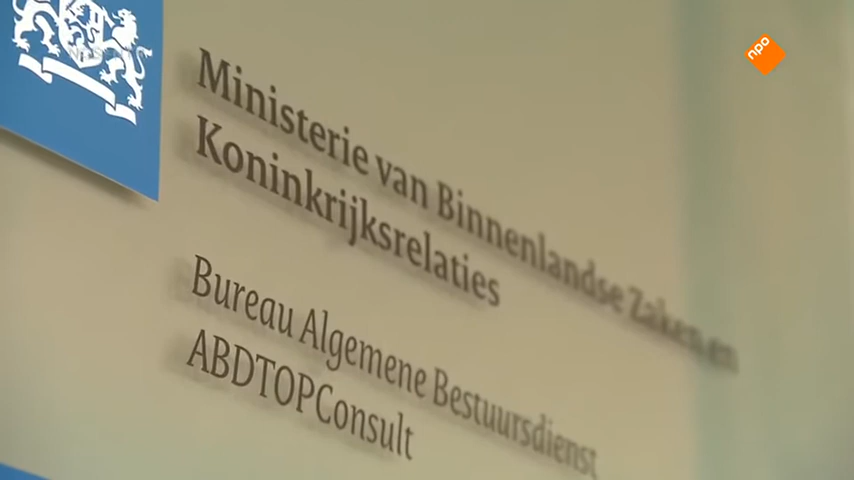 npo
Ministerie van Binnenlandse Zaken en
Koninkrijksrelaties
Bureau Algemene Bestuursdienst
ABDTOPConsult